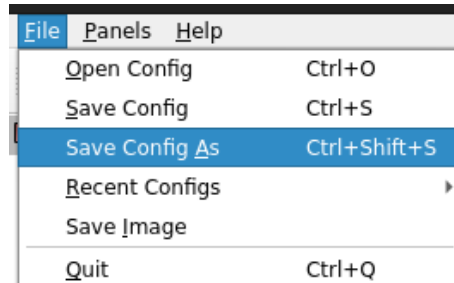 File Panels Help
Open Config Ctrl+O
Save Config Ctrl+S
Save Config As Ctrl+Shift+S
Recent Configs
Save Image
Quit Ctrl+Q